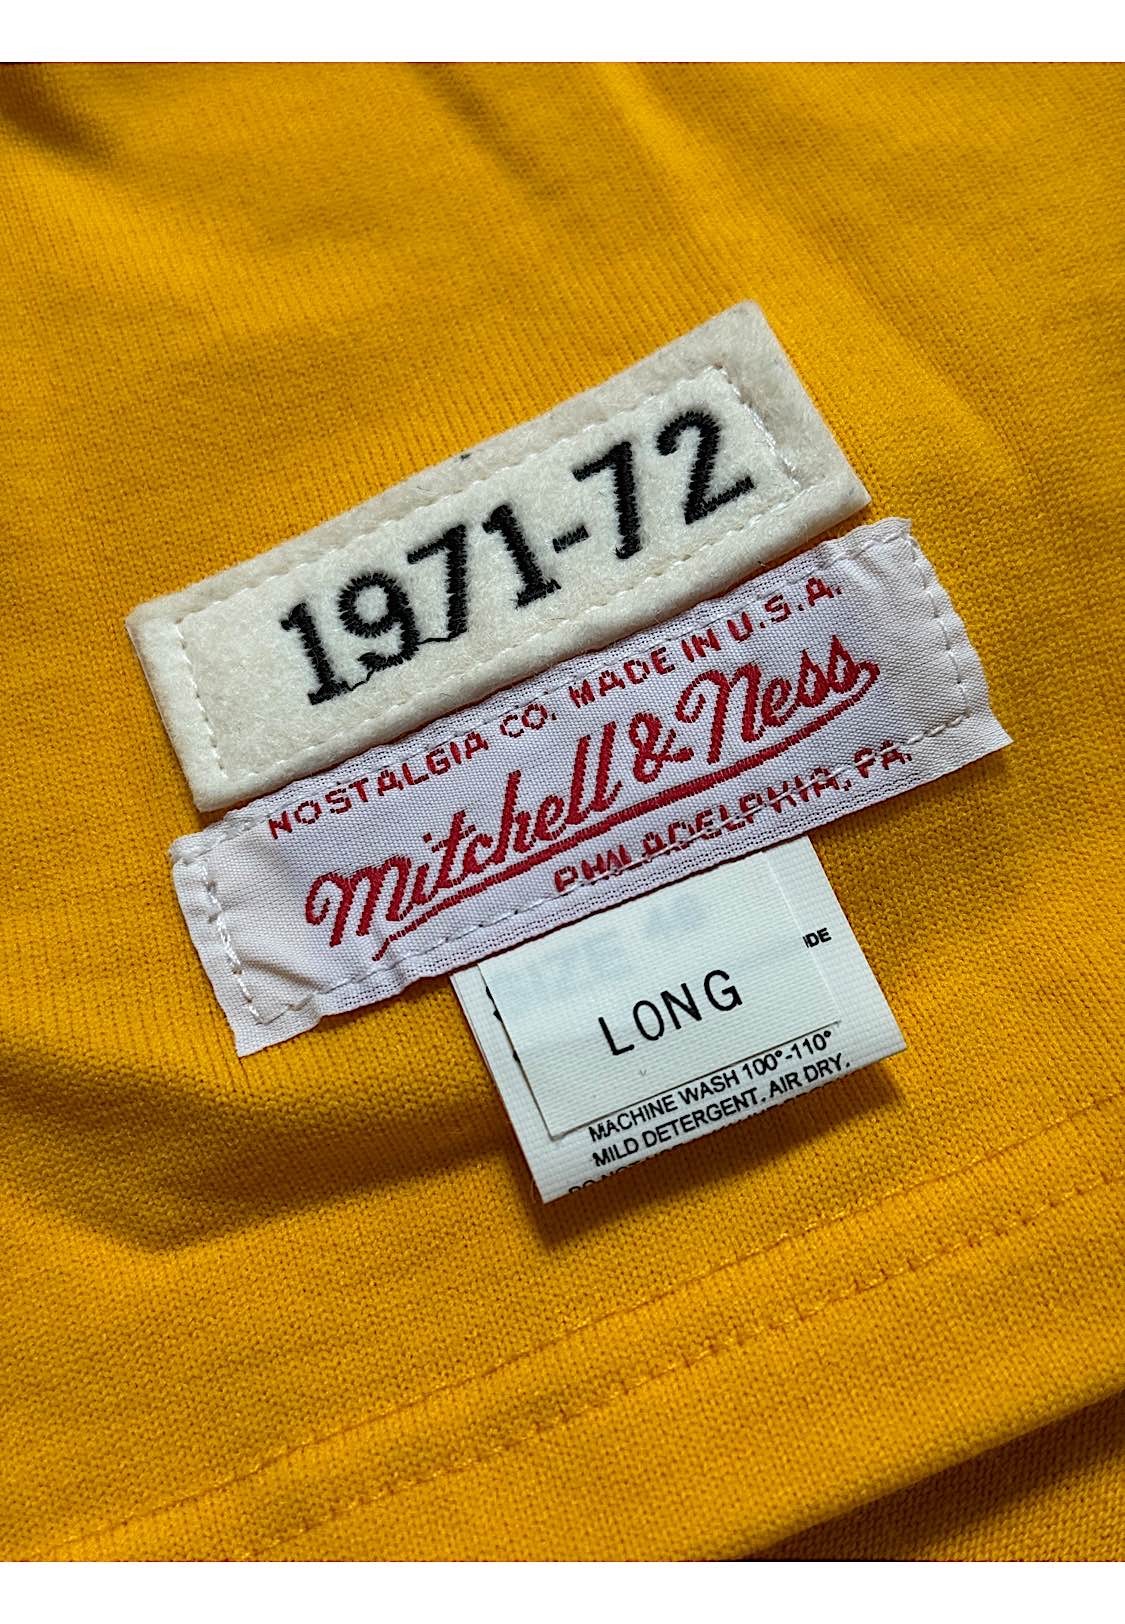 1971-72
NOSTALGIA CO. MADE IN U.S.A.
Mitchell & Ness
PHILADELPHIA, PA.
LONG
MACHINE WASH 100°-110°
MILD DETERGENT. AIR DRY.